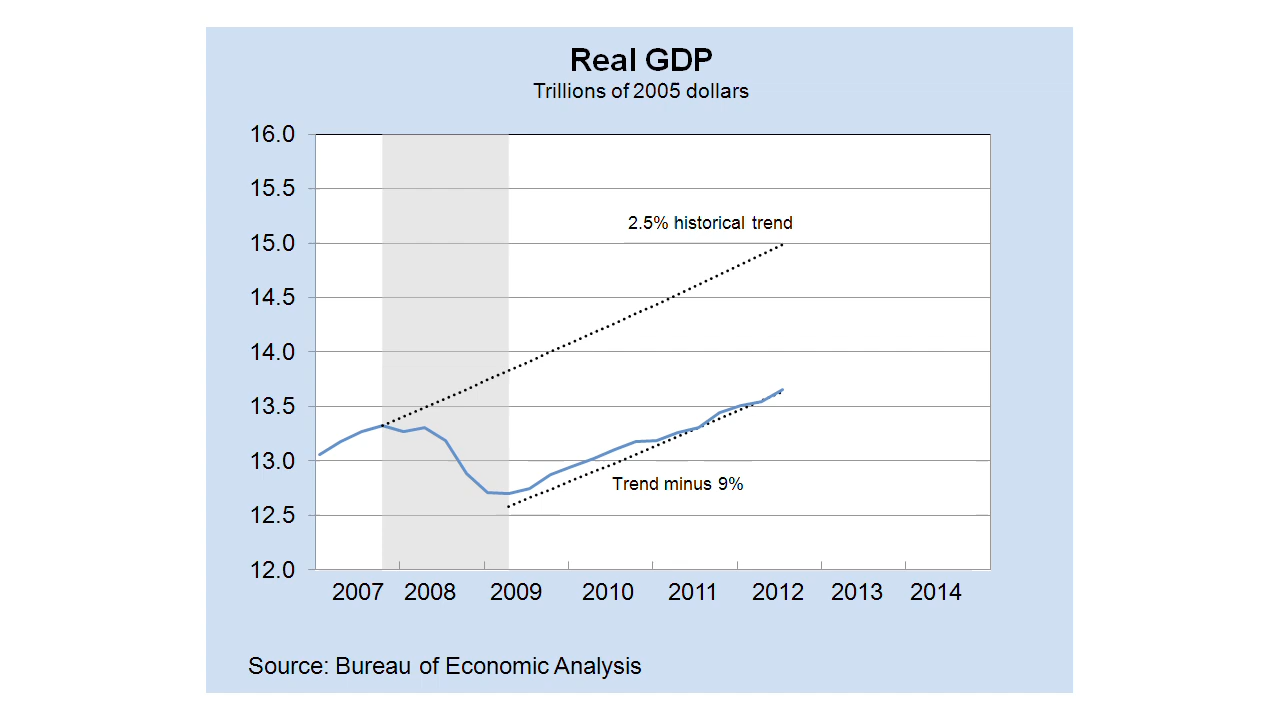 Real GDP
Trillions of 2005 dollars
16.0
15.5
2.5% historical trend
15.0
14.5
14.0
13.5
13.0
Trend minus 9%
12.5
12.0
2007 2008 2009 2010 2011 2012 2013 2014
Source: Bureau of Economic Analysis